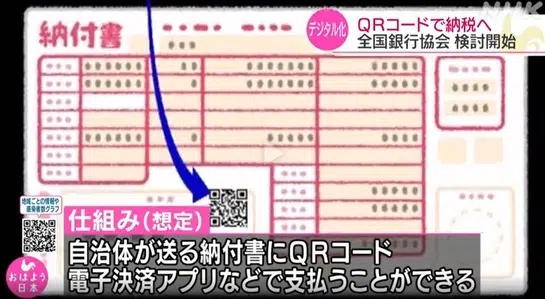 NHK
納付書
デジタル化
QRコードで納税へ
全国銀行協会 検討開始
地域ごとの情報や
感染者数グラフ
仕組み(想定)
自治体が送る納付書にQRコード
電子決済アプリなどで支払うことができる
おはよう
日本